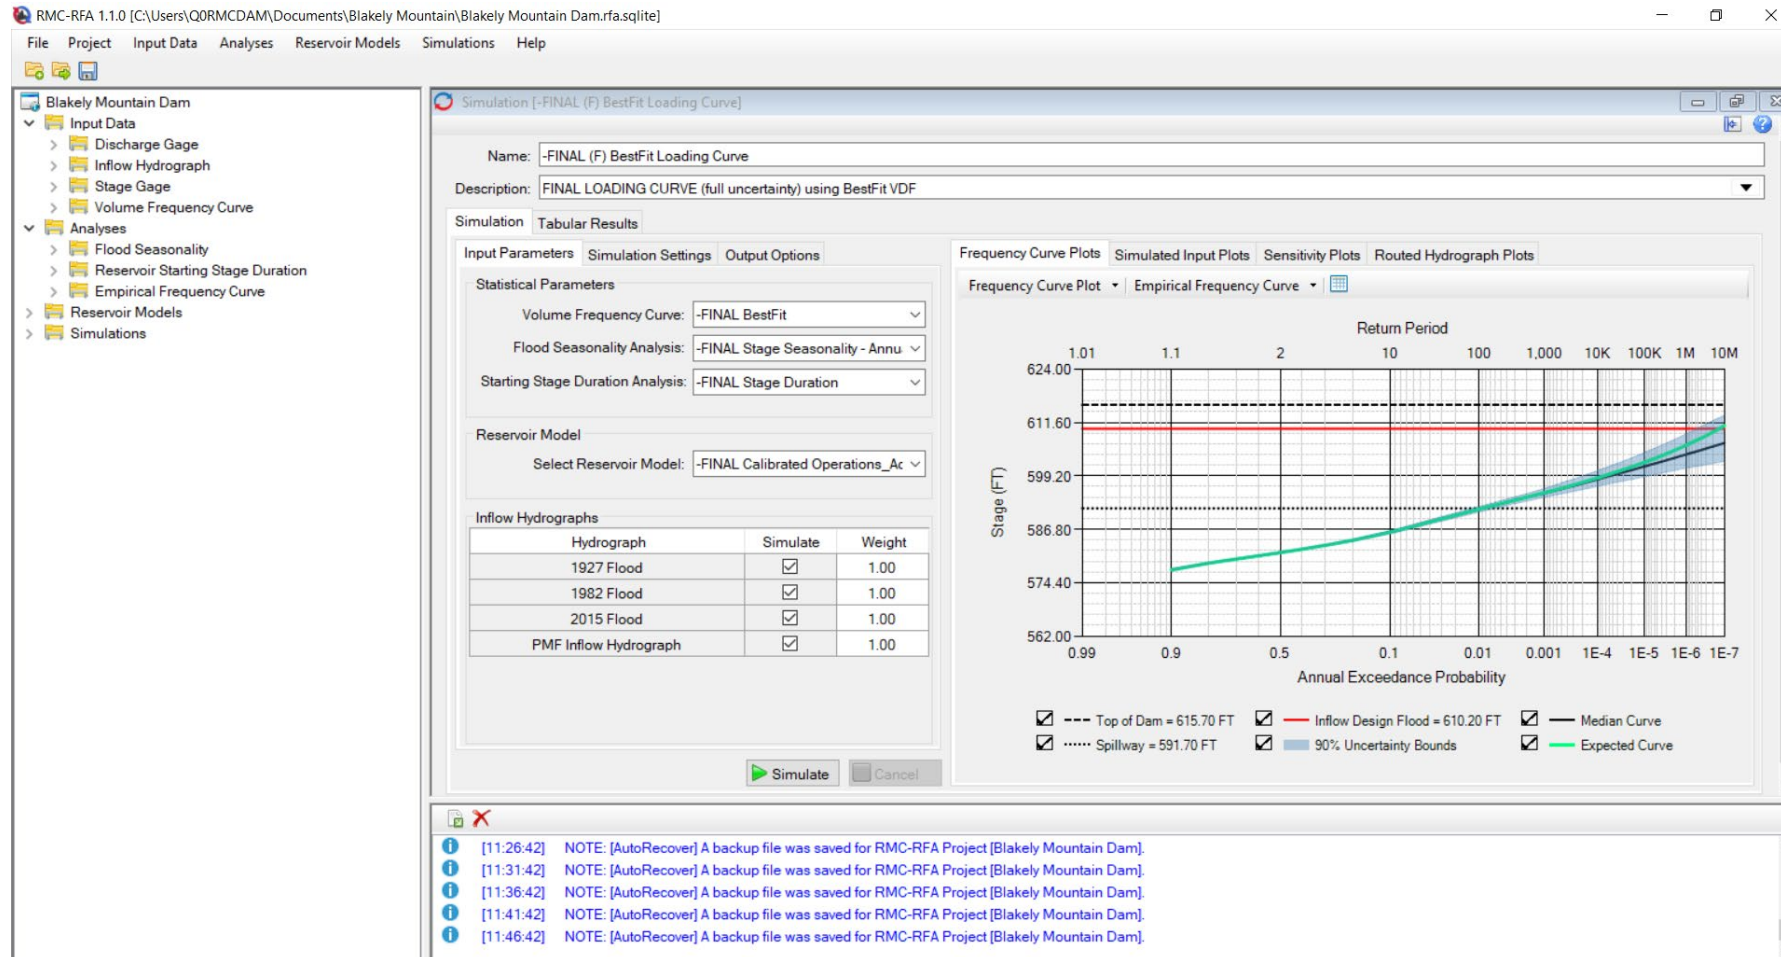 RMC-RFA 1.1.0 [C:\Users\Q0RMCDAM\Documents\Blakely Mountain\Blakely Mountain Dam.rfa.sqlite]
File Project Input Data Analyses Reservoir Models Simulations Help
Blakely Mountain Dam
Input Data
Discharge Gage
Inflow Hydrograph
Stage Gage
Volume Frequency Curve
Analyses
Flood Seasonality
Reservoir Starting Stage Duration
Empirical Frequency Curve
Reservoir Models
Simulations
Simulation [-FINAL (F) BestFit Loading Curve]
Name: -FINAL (F) BestFit Loading Curve
Description: FINAL LOADING CURVE (full uncertainty) using BestFit VDF
Simulation Tabular Results
Input Parameters Simulation Settings Output Options
Statistical Parameters
Volume Frequency Curve: -FINAL BestFit
Flood Seasonality Analysis: -FINAL Stage Seasonality - Annu
Starting Stage Duration Analysis: -FINAL Stage Duration
Reservoir Model
Select Reservoir Model: -FINAL Calibrated Operations_Ac
Inflow Hydrographs
Hydrograph Simulate Weight
1927 Flood 1.00
1982 Flood 1.00
2015 Flood 1.00
PMF Inflow Hydrograph 1.00
Simulate Cancel
Frequency Curve Plots Simulated Input Plots Sensitivity Plots Routed Hydrograph Plots
Frequency Curve Plot Empirical Frequency Curve
Return Period
1.01 1.1 2 10 100 1,000 10K 100K 1M 10M
Stage (FT)
624.00
611.60
599.20
586.80
574.40
562.00
0.99 0.9 0.5 0.1 0.01 0.001 1E-4 1E-5 1E-6 1E-7
Annual Exceedance Probability
Top of Dam = 615.70 FT Inflow Design Flood = 610.20 FT Median Curve
Spillway = 591.70 FT 90% Uncertainty Bounds Expected Curve
[11:26:42] NOTE: [AutoRecover] A backup file was saved for RMC-RFA Project [Blakely Mountain Dam].
[11:31:42] NOTE: [AutoRecover] A backup file was saved for RMC-RFA Project [Blakely Mountain Dam].
[11:36:42] NOTE: [AutoRecover] A backup file was saved for RMC-RFA Project [Blakely Mountain Dam].
[11:41:42] NOTE: [AutoRecover] A backup file was saved for RMC-RFA Project [Blakely Mountain Dam].
[11:46:42] NOTE: [AutoRecover] A backup file was saved for RMC-RFA Project [Blakely Mountain Dam].